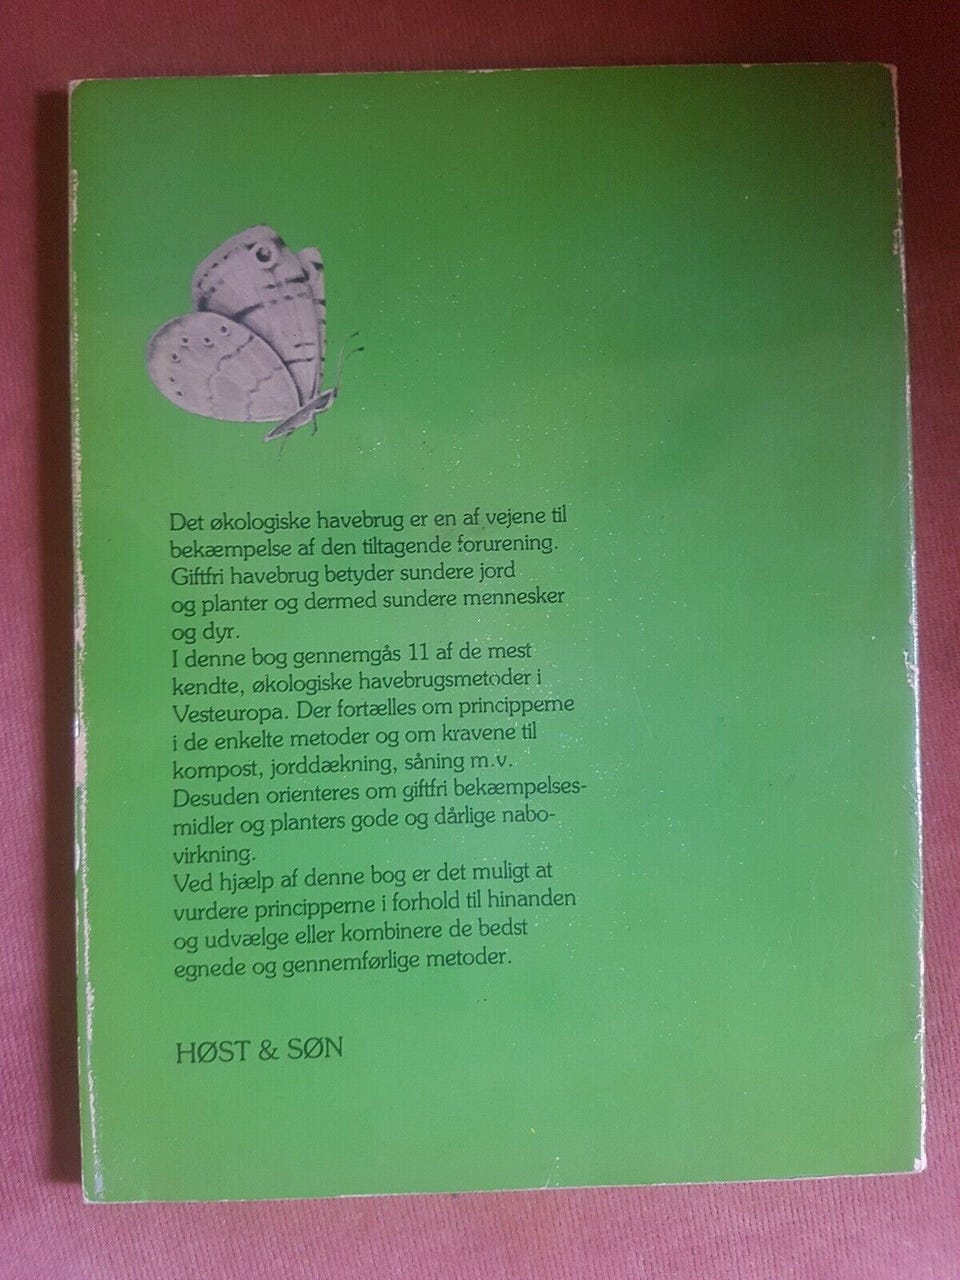 Det økologiske havebrug er en af vejene til
bekæmpelse af den tiltagende forurening.
Giftfri havebrug betyder sundere jord
og planter og dermed sundere mennesker
og dyr.
I denne bog gennemgås 11 af de mest
kendte, økologiske havebrugsmetoder i
Vesteuropa. Der fortælles om principperne
i de enkelte metoder og om kravene til
kompost, jorddækning, såning m.v.
Desuden orienteres om giftfri bekæmpelses-
midler og planters gode og dårlige nabo-
virkning.
Ved hjælp af denne bog er det muligt at
vurdere principperne i forhold til hinanden
og udvælge eller kombinere de bedst
egnede og gennemførlige metoder.
HØST & SØN